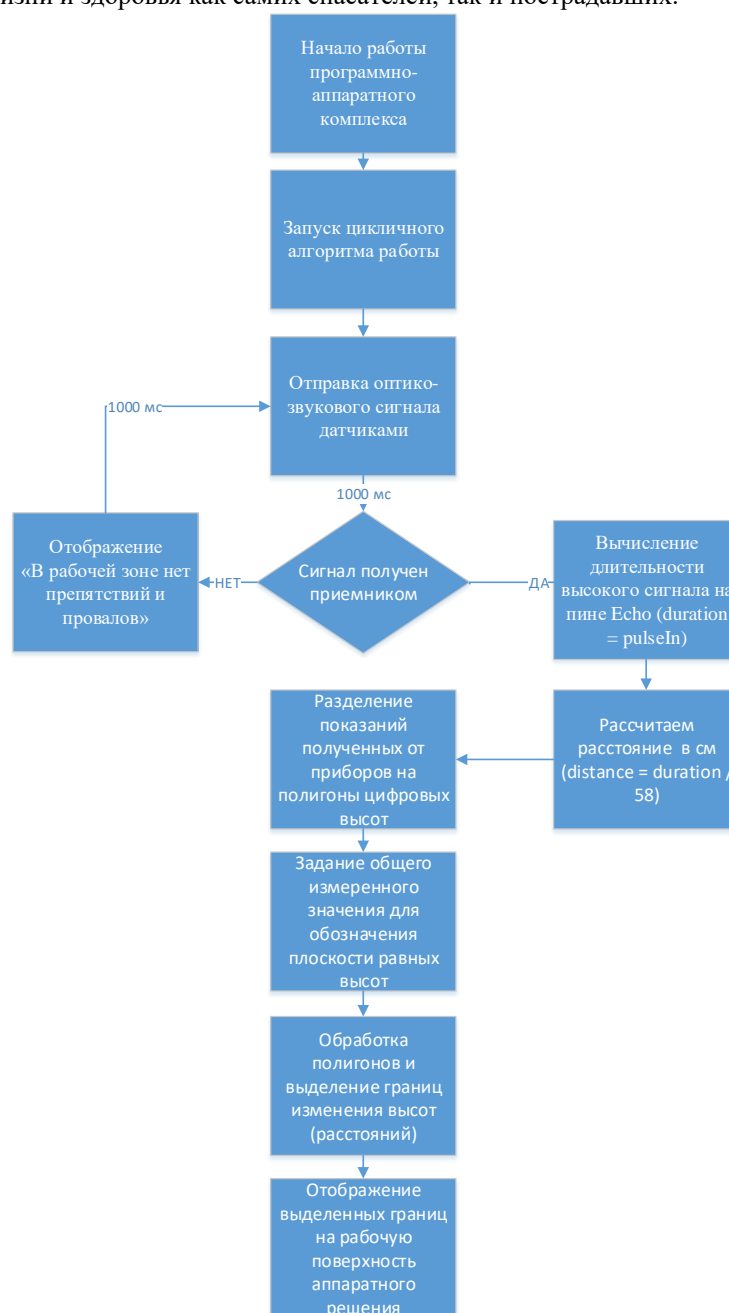 изни и здоровья как самих спасателей, так и пострадавших.
Начало работы
программно-
аппаратного
комплекса
Запуск цикличного
алгоритма работы
Отправка оптико-
звукового сигнала
датчиками
1000 мс
1000 мс
Сигнал получен
приемником
НЕТ
Отображение
«В рабочей зоне нет
препятствий и
провалов»
ДА
Вычисление
длительности
высокого сигнала на
пине Echo (duration
= pulseIn)
Рассчитаем
расстояние в см
(distance = duration /
58)
Разделение
показаний
полученных от
приборов на
полигоны цифровых
высот
Задание общего
измеренного
значения для
обозначения
плоскости равных
высот
Обработка
полигонов и
выделение границ
изменения высот
(расстояний)
Отображение
выделенных границ
на рабочую
поверхность
аппаратного
решения